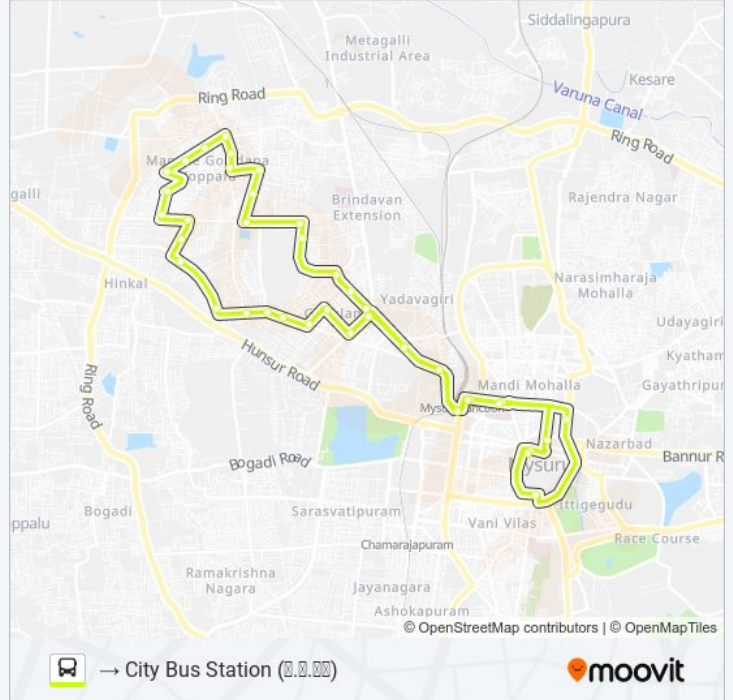 Siddalingapura
Metagalli
Industrial Area
Kesare
Varuna Canal
Ring Road
Ring Road
Rajendra Nagar
galli
Brindavan
Extension
Narasimharaja
Mohalla
Hinkal
Yadavagiri
Udayagiri
Kyatham
Hunsur Road
Ring Road
Mandi Mohalla
Gayathripur
Nazarbad
Bannur R
Bogadi Road
Mysuru
Ittigegudu
ppalu
Bogadi
Sarasvatipuram
Vani Vilas
Race Course
Chamarajapuram
Ramakrishna
Nagara
Jayanagara
Ashokapuram
© OpenStreetMap contributors | © OpenMapTiles
→ City Bus Station
moovit